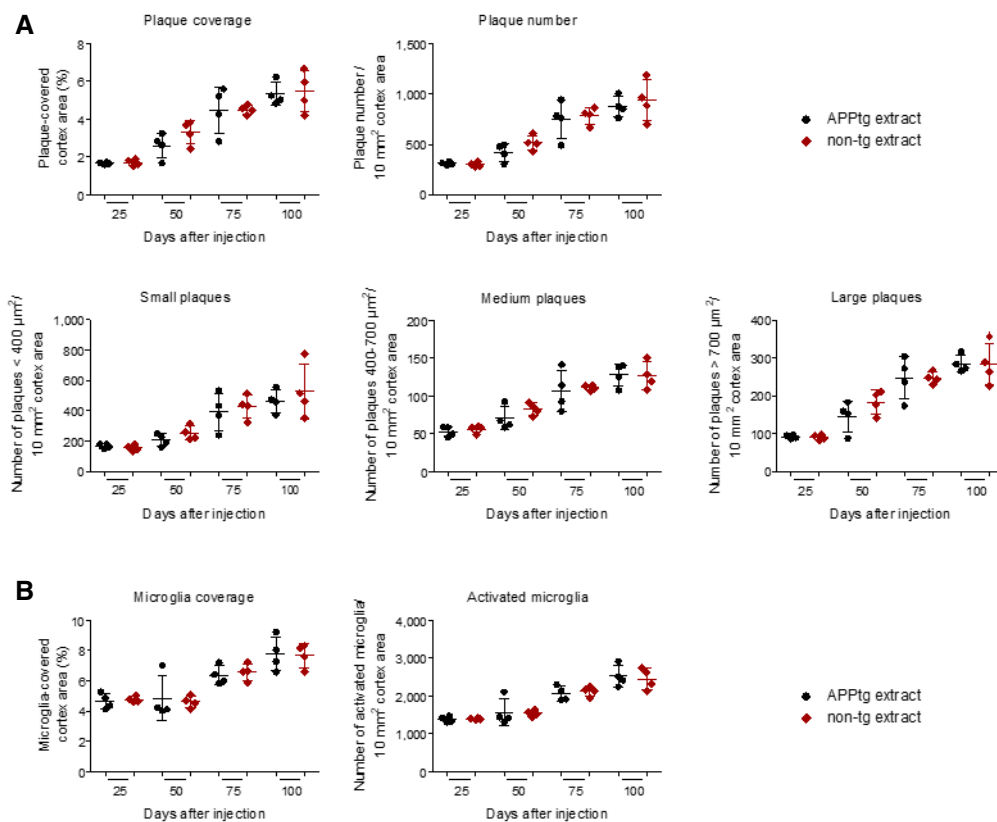 A
Plaque coverage
Plaque-covered
cortex area (%)
8
6
4
2
0
25 50 75 100
Days after injection
Plaque number
Plaque number /
10 mm² cortex area
1,500
1,000
500
0
25 50 75 100
Days after injection
APPtg extract
non-tg extract
Small plaques
Number of plaques < 400 µm²/
10 mm² cortex area
1,000
800
600
400
200
0
25 50 75 100
Days after injection
Medium plaques
Number of plaques 400-700 µm²/
10 mm² cortex area
200
150
100
50
0
25 50 75 100
Days after injection
Large plaques
Number of plaques > 700 µm²/
10 mm² cortex area
400
300
200
100
0
25 50 75 100
Days after injection
B
Microglia coverage
Microglia-covered
cortex area (%)
10
8
6
4
2
0
25 50 75 100
Days after injection
Activated microglia
Number of activated microglia/
10 mm² cortex area
4,000
3,000
2,000
1,000
0
25 50 75 100
Days after injection
APPtg extract
non-tg extract